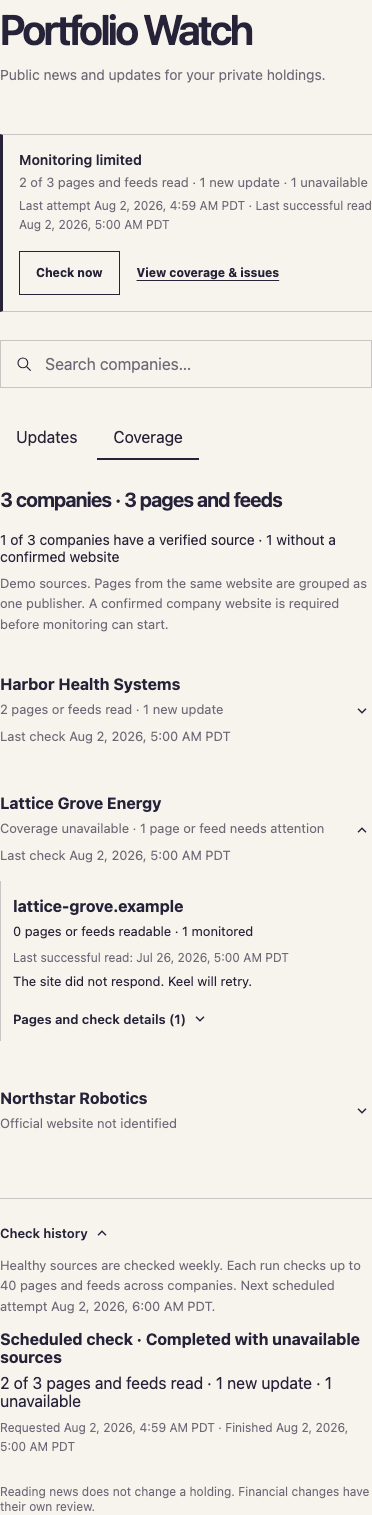 Portfolio Watch
Public news and updates for your private holdings.
Monitoring limited
2 of 3 pages and feeds read · 1 new update · 1 unavailable
Last attempt Aug 2, 2026, 4:59 AM PDT · Last successful read
Aug 2, 2026, 5:00 AM PDT
Check now
View coverage & issues
Search companies...
Updates
Coverage
3 companies · 3 pages and feeds
1 of 3 companies have a verified source · 1 without a
confirmed website
Demo sources. Pages from the same website are grouped as
one publisher. A confirmed company website is required
before monitoring can start.
Harbor Health Systems
2 pages or feeds read · 1 new update
Last check Aug 2, 2026, 5:00 AM PDT
Lattice Grove Energy
Coverage unavailable · 1 page or feed needs attention
Last check Aug 2, 2026, 5:00 AM PDT
lattice-grove.example
0 pages or feeds readable · 1 monitored
Last successful read: Jul 26, 2026, 5:00 AM PDT
The site did not respond. Keel will retry.
Pages and check details (1)
Northstar Robotics
Official website not identified
Check history
Healthy sources are checked weekly. Each run checks up to
40 pages and feeds across companies. Next scheduled
attempt Aug 2, 2026, 6:00 AM PDT.
Scheduled check · Completed with unavailable
sources
2 of 3 pages and feeds read · 1 new update · 1
unavailable
Requested Aug 2, 2026, 4:59 AM PDT · Finished Aug 2, 2026,
5:00 AM PDT
Reading news does not change a holding. Financial changes have
their own review.